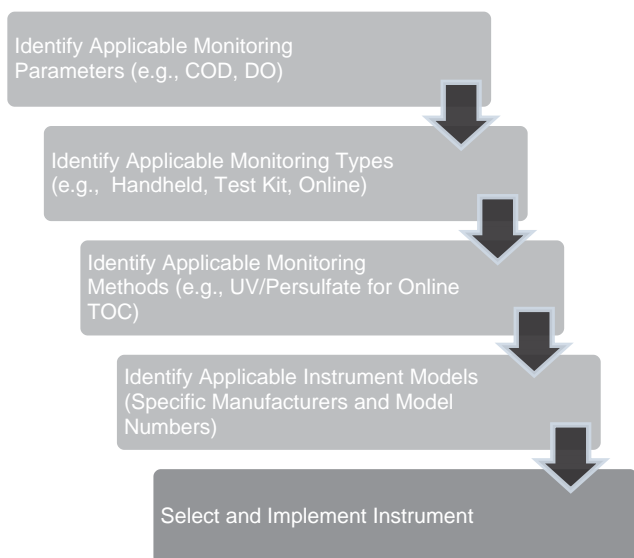 Identify Applicable Monitoring
Parameters (e.g., COD, DO)
Identify Applicable Monitoring Types
(e.g.,  Handheld, Test Kit, Online)
Identify Applicable Monitoring
Methods (e.g., UV/Persulfate for Online
TOC)
Identify Applicable Instrument Models
(Specific Manufacturers and Model
Numbers)
Select and Implement Instrument